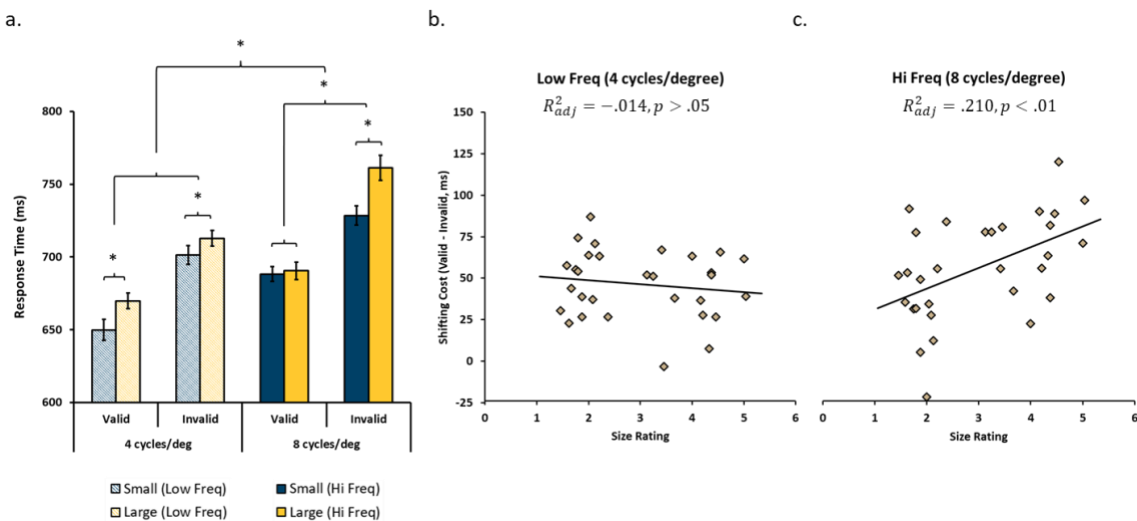 a.
b.
c.
*
*
*
*
*
*
*
Low Freq (4 cycles/degree)
R²adj = −.014, p > .05
Hi Freq (8 cycles/degree)
R²adj = .210, p < .01
Response Time (ms)
800
750
700
650
600
Valid
Invalid
Valid
Invalid
4 cycles/deg
8 cycles/deg
Small (Low Freq)
Small (Hi Freq)
Large (Low Freq)
Large (Hi Freq)
Shifting Cost (Valid - Invalid, ms)
150
125
100
75
50
25
0
-25
0 1 2 3 4 5 6
Size Rating
0 1 2 3 4 5 6
Size Rating